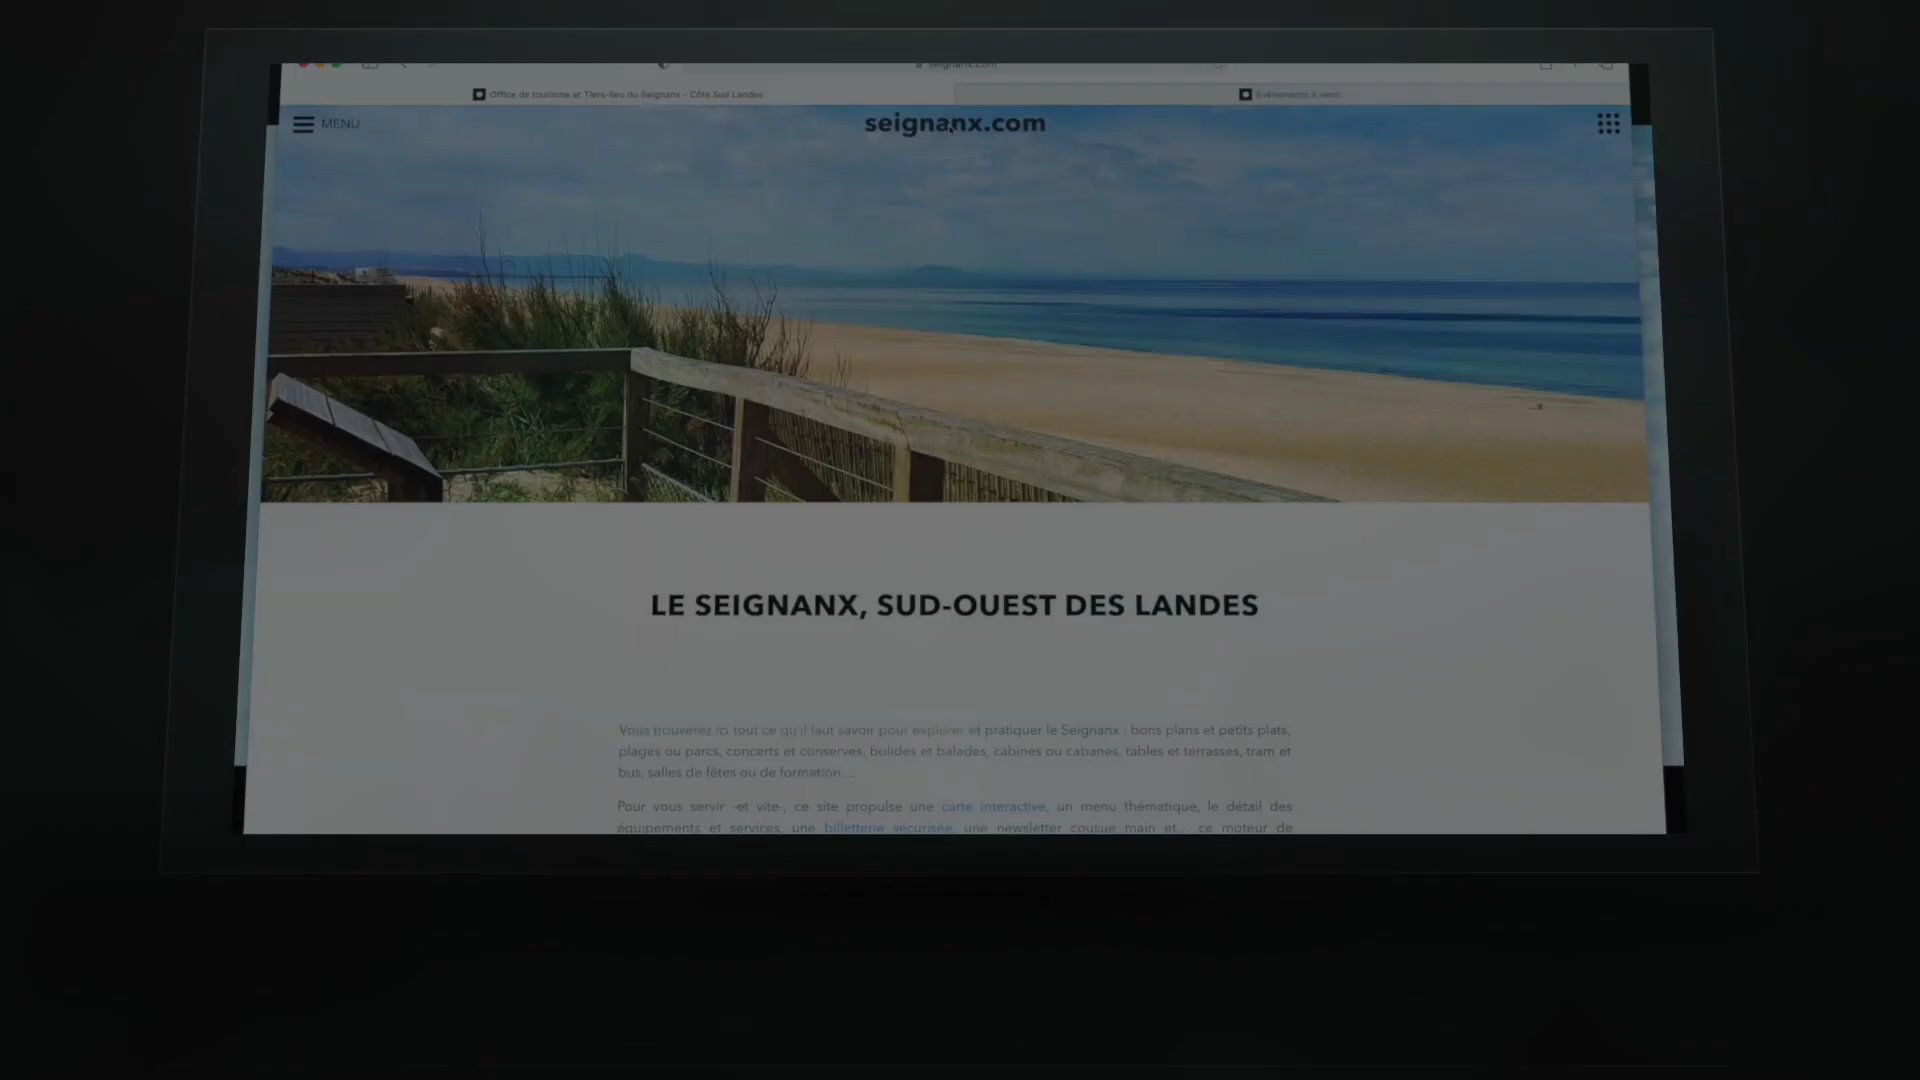 seignanx.com
Office de tourisme et Tiers-lieu du Seignanx - Côte Sud Landes
MENU
seignanx.com
LE SEIGNANX, SUD-OUEST DES LANDES
Vous trouverez ici tout ce qu'il faut savoir pour explorer et pratiquer le Seignanx : bons plans et petits plats,
plages ou parcs, concerts et conserves, bolides et balades, cabines ou cabanes, tables et terrasses, tram et
bus, salles de fêtes ou de formation...
Pour vous servir -et vite-, ce site propulse une carte interactive, un menu thématique, le détail des
équipements et services, une billetterie sécurisée, une newsletter cousue main et... ce moteur de